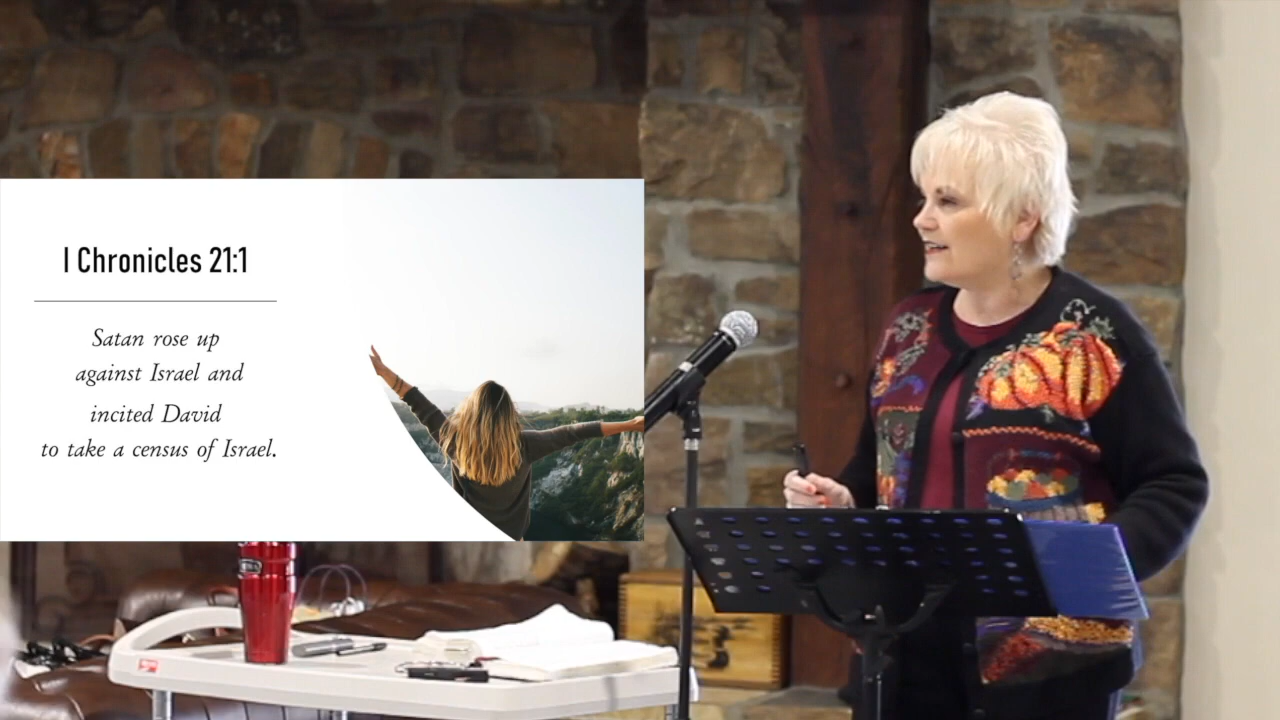 I Chronicles 21:1
Satan rose up
against Israel and
incited David
to take a census of Israel.